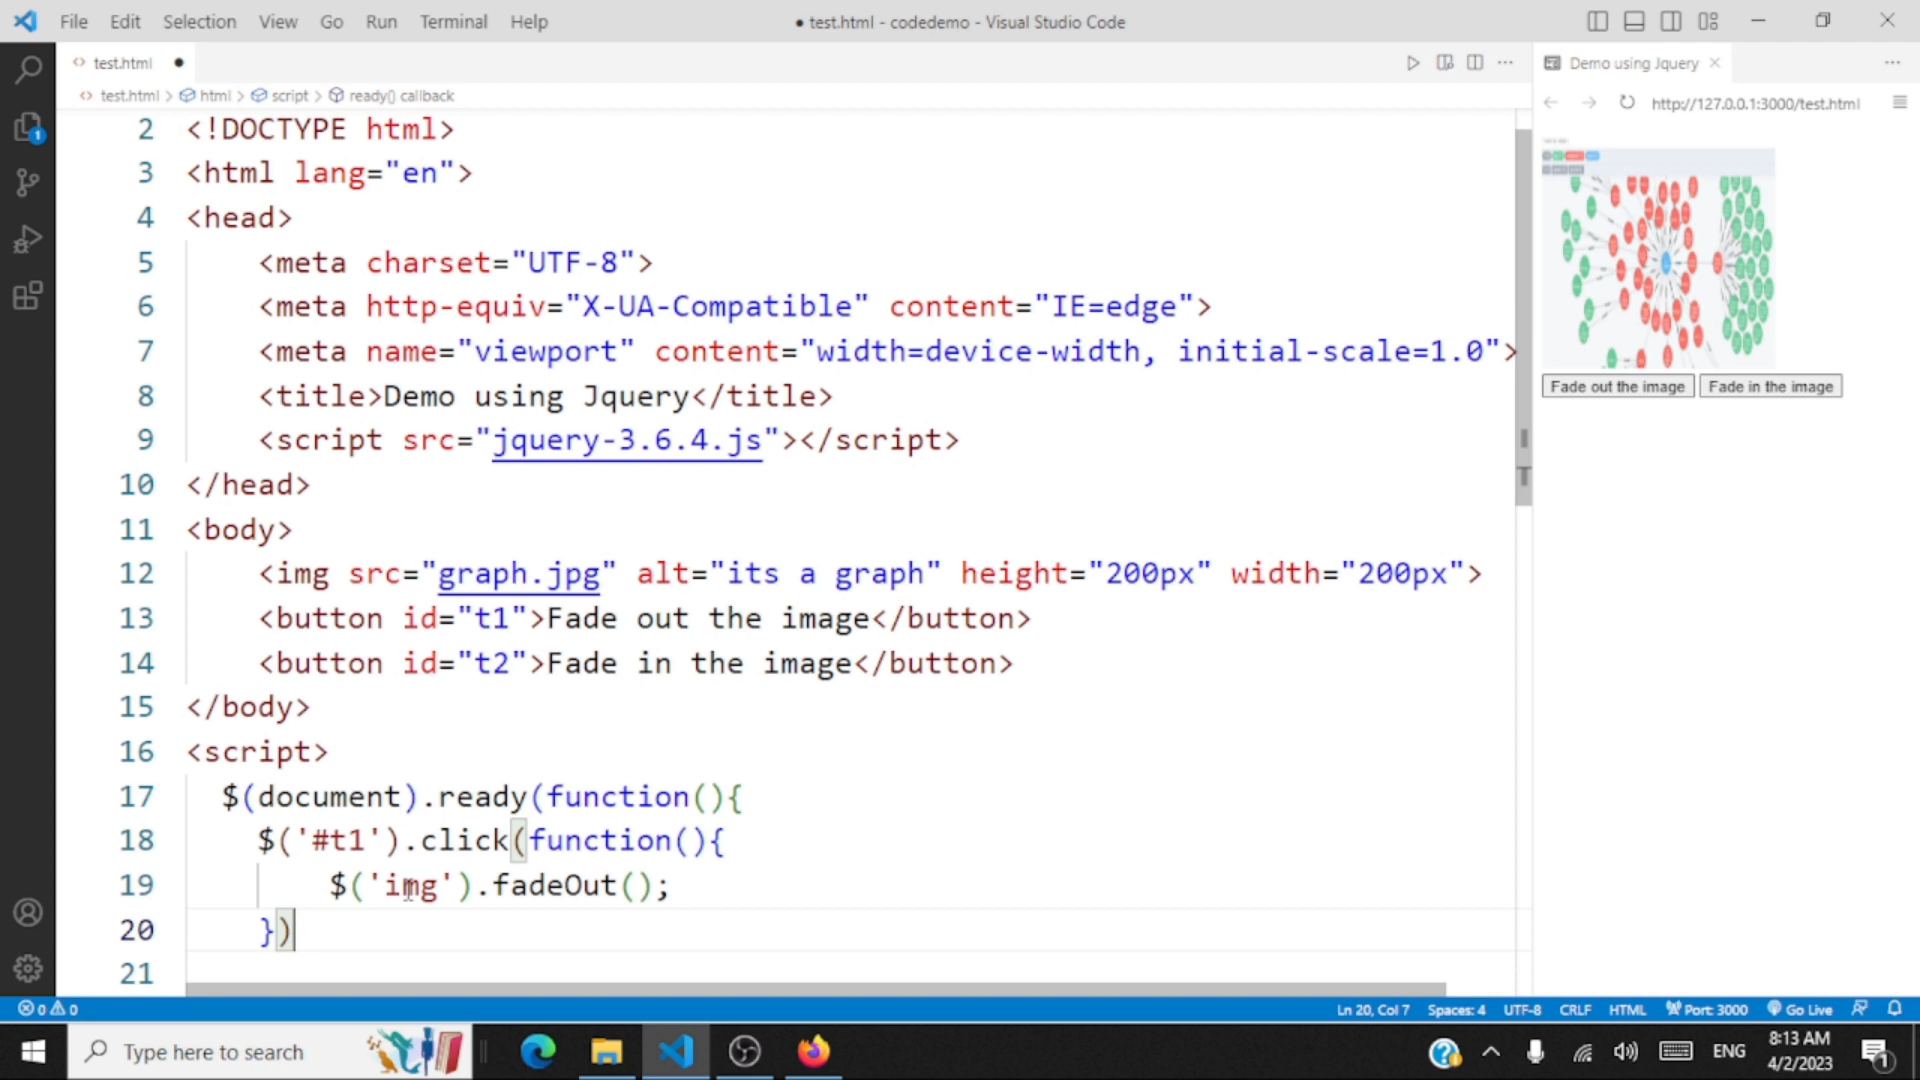 File Edit Selection View Go Run Terminal Help
● test.html - codedemo - Visual Studio Code
test.html
Demo using Jquery
test.html > html > script > ready() callback
http://127.0.0.1:3000/test.html
2 <!DOCTYPE html>
3 <html lang="en">
4 <head>
5 <meta charset="UTF-8">
6 <meta http-equiv="X-UA-Compatible" content="IE=edge">
7 <meta name="viewport" content="width=device-width, initial-scale=1.0">
8 <title>Demo using Jquery</title>
9 <script src="jquery-3.6.4.js"></script>
10 </head>
11 <body>
12 <img src="graph.jpg" alt="its a graph" height="200px" width="200px">
13 <button id="t1">Fade out the image</button>
14 <button id="t2">Fade in the image</button>
15 </body>
16 <script>
17 $(document).ready(function(){
18 $('#t1').click(function(){
19 $('img').fadeOut();
20 })
21
Fade out the image Fade in the image
1
0 0
Ln 20, Col 7 Spaces: 4 UTF-8 CRLF HTML Port: 3000 Go Live
Type here to search
ENG
8:13 AM
4/2/2023
1